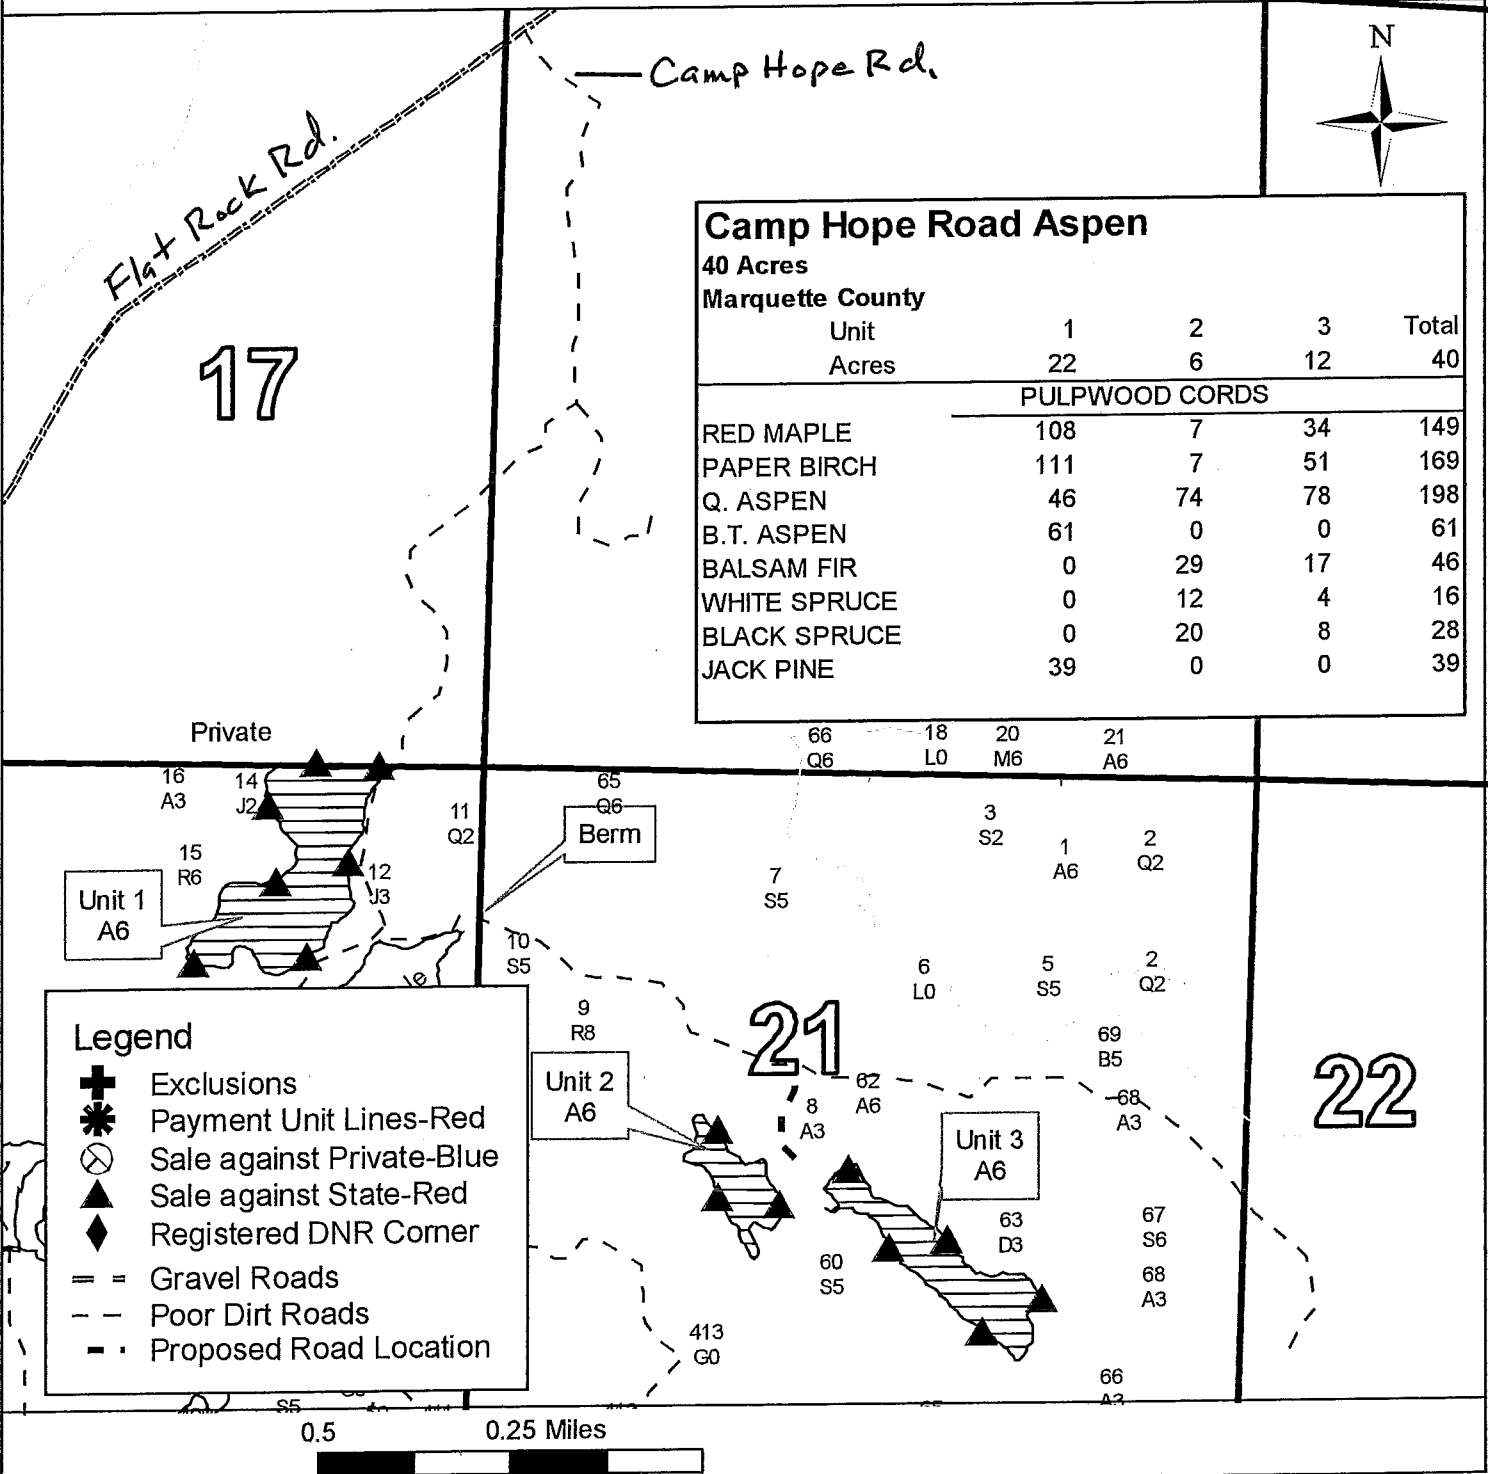 N
Camp Hope Rd.
Flat Rock Rd.
17
Camp Hope Road Aspen
40 Acres
Marquette County
Unit 1 2 3 Total
Acres 22 6 12 40
PULPWOOD CORDS
RED MAPLE 108 7 34 149
PAPER BIRCH 111 7 51 169
Q. ASPEN 46 74 78 198
B.T. ASPEN 61 0 0 61
BALSAM FIR 0 29 17 46
WHITE SPRUCE 0 12 4 16
BLACK SPRUCE 0 20 8 28
JACK PINE 39 0 0 39
Private
66
Q6
18
L0
20
M6
21
A6
16
A3
14
J2
65
Q6
11
Q2
Berm
3
S2
1
A6
2
Q2
15
R6
12
J3
7
S5
Unit 1
A6
10
S5
6
L0
5
S5
2
Q2
9
R8
21
69
B5
22
Unit 2
A6
62
A6
8
A3
68
A3
Unit 3
A6
63
D3
67
S6
60
S5
68
A3
413
G0
66
A3
Legend
Exclusions
Payment Unit Lines-Red
Sale against Private-Blue
Sale against State-Red
Registered DNR Corner
Gravel Roads
Poor Dirt Roads
Proposed Road Location
S5
0.5 0.25 Miles